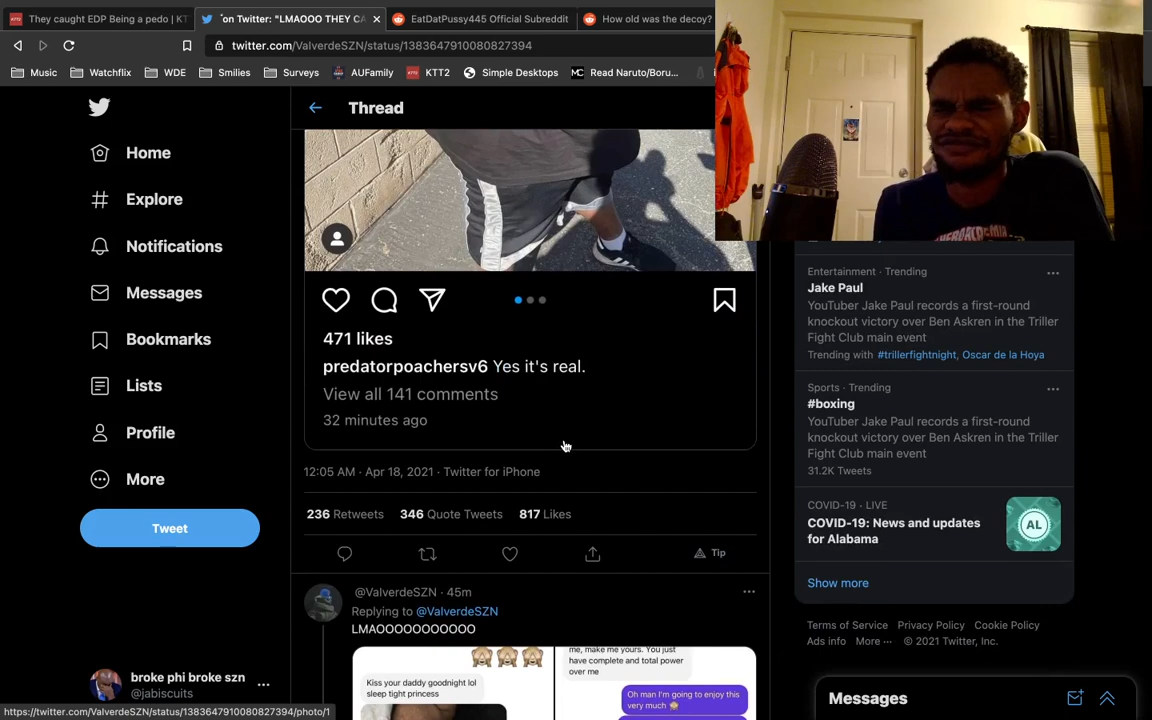 They caught EDP Being a pedo | KT
on Twitter: "LMAOOO THEY CA
EatDatPussy445 Official Subreddit
How old was the decoy?
twitter.com/ValverdeSZN/status/1383647910080827394
Music
Watchflix
WDE
Smilies
Surveys
AUFamily
KTT2
Simple Desktops
Read Naruto/Boru...
Thread
Home
Explore
Notifications
Messages
Bookmarks
Lists
Profile
More
Tweet
broke phi broke szn
@jabiscuits
471 likes
predatorpoachersv6 Yes it's real.
View all 141 comments
32 minutes ago
12:05 AM · Apr 18, 2021 · Twitter for iPhone
236 Retweets 346 Quote Tweets 817 Likes
Tip
@ValverdeSZN · 45m
Replying to @ValverdeSZN
LMAOOOOOOOOOOO
Kiss your daddy goodnight lol
sleep tight princess
me, make me yours. You just
have complete and total power
over me
Oh man I'm going to enjoy this
very much
Entertainment · Trending
Jake Paul
YouTuber Jake Paul records a first-round
knockout victory over Ben Askren in the Triller
Fight Club main event
Trending with #trillerfightnight, Oscar de la Hoya
Sports · Trending
#boxing
YouTuber Jake Paul records a first-round
knockout victory over Ben Askren in the Triller
Fight Club main event
31.2K Tweets
COVID-19 · LIVE
COVID-19: News and updates
for Alabama
AL
Show more
Terms of Service Privacy Policy Cookie Policy
Ads info More ··· © 2021 Twitter, Inc.
Messages
https://twitter.com/ValverdeSZN/status/1383647910080827394/photo/1